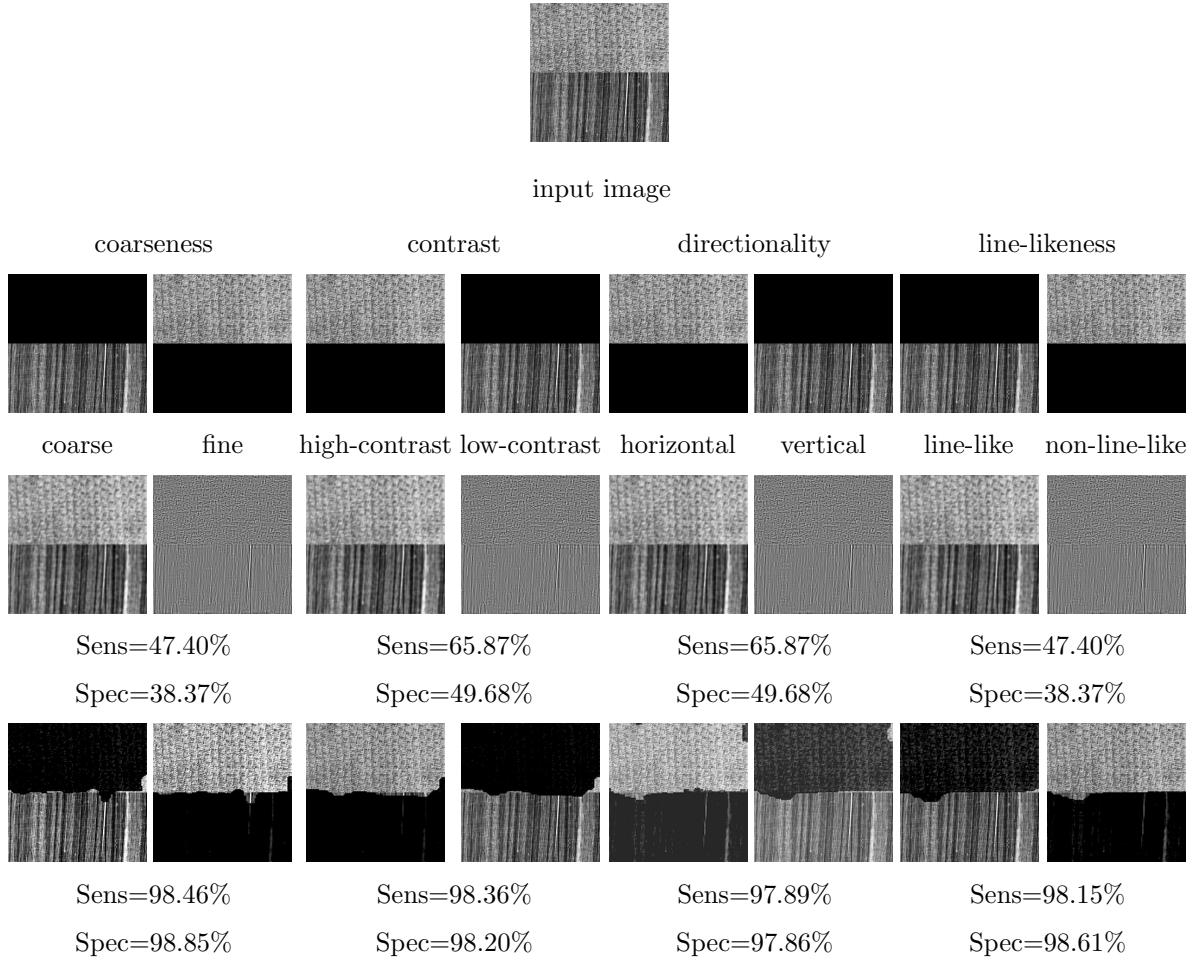 input image
coarseness contrast directionality line-likeness
coarse fine high-contrast low-contrast horizontal vertical line-like non-line-like
Sens=47.40% Sens=65.87% Sens=65.87% Sens=47.40%
Spec=38.37% Spec=49.68% Spec=49.68% Spec=38.37%
Sens=98.46% Sens=98.36% Sens=97.89% Sens=98.15%
Spec=98.85% Spec=98.20% Spec=97.86% Spec=98.61%